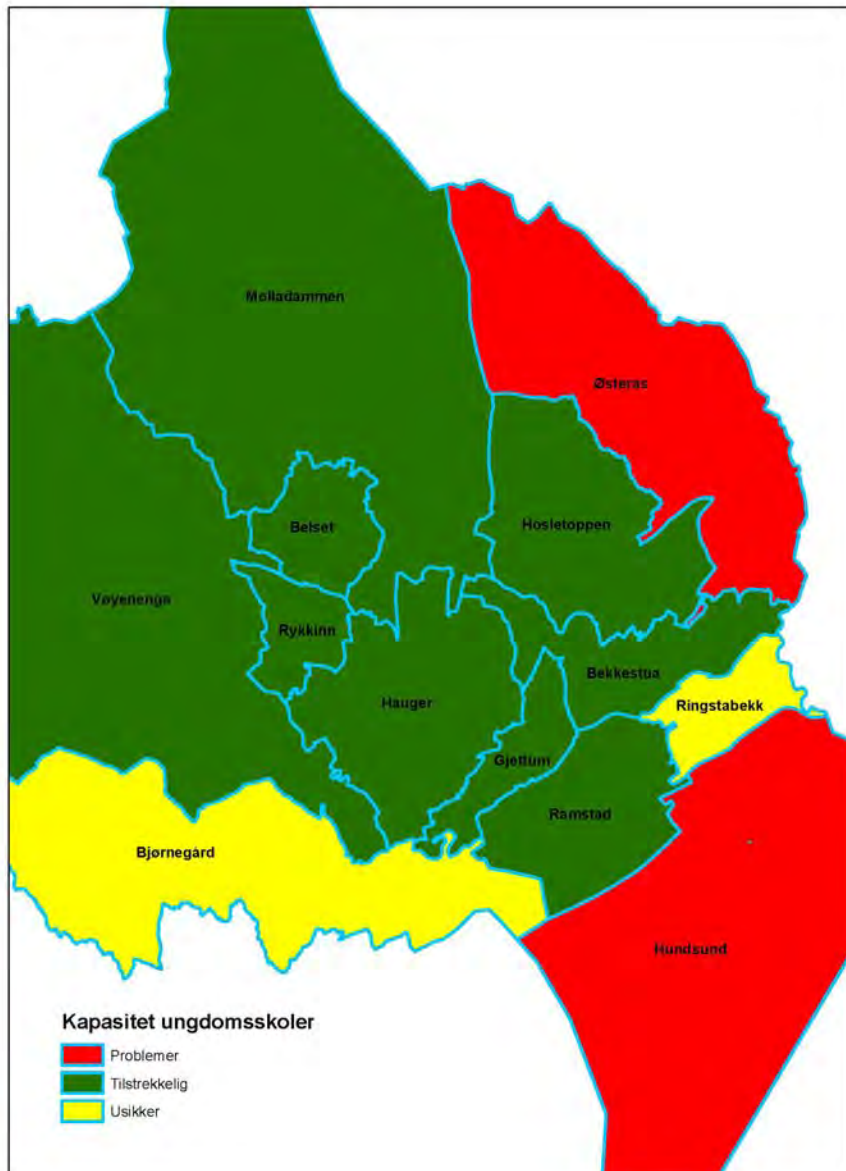 Mølladammen
Østerås
Hosletoppen
Belset
Vøyenenga
Rykkinn
Bekkestua
Hauger
Ringstabekk
Gjettum
Ramstad
Bjørnegård
Hundsund
Kapasitet ungdomsskoler
Problemer
Tilstrekkelig
Usikker